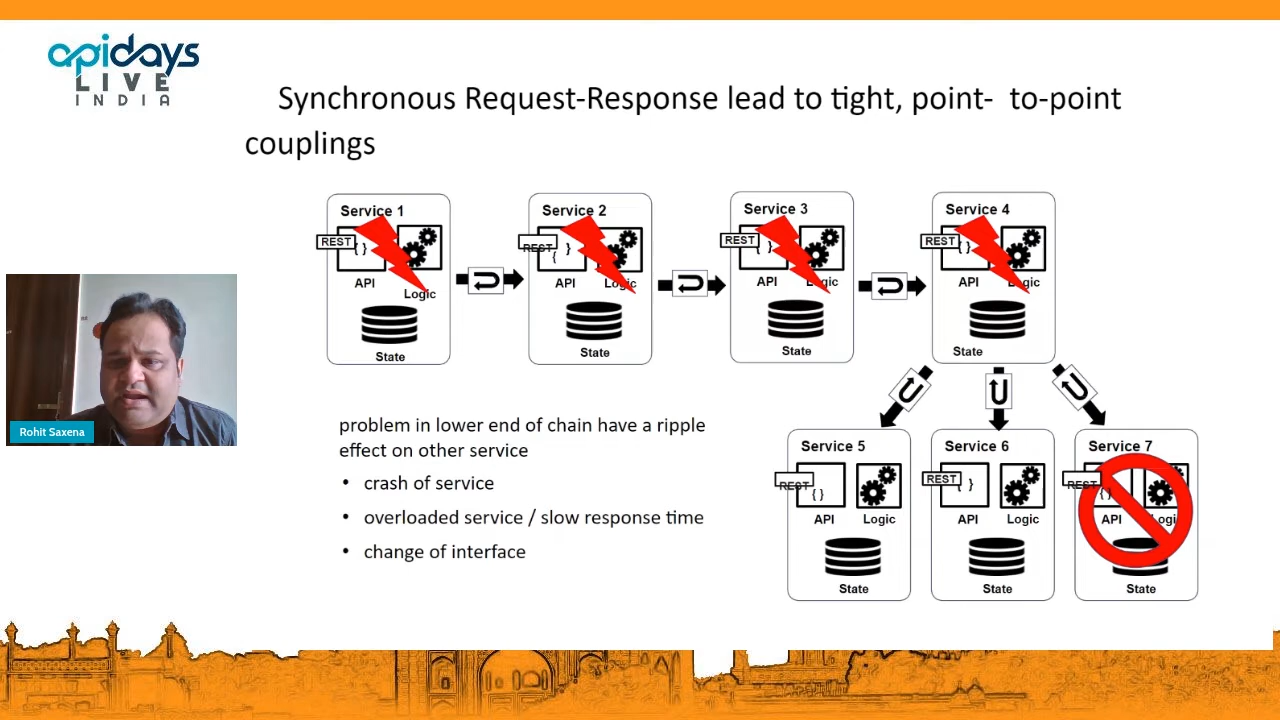 apidays
LIVE
INDIA
Synchronous Request-Response lead to tight, point- to-point
couplings
Service 1
REST
{ }
API
Logic
State
Service 2
REST
}
{
API
Logic
State
Service 3
REST
}
API
Logic
State
Service 4
REST
{ }
API
Logic
State
Rohit Saxena
problem in lower end of chain have a ripple
effect on other service
• crash of service
• overloaded service / slow response time
• change of interface
Service 5
REST
{ }
API
Logic
State
Service 6
REST
}
API
Logic
State
Service 7
REST
{ }
API
Logi
State